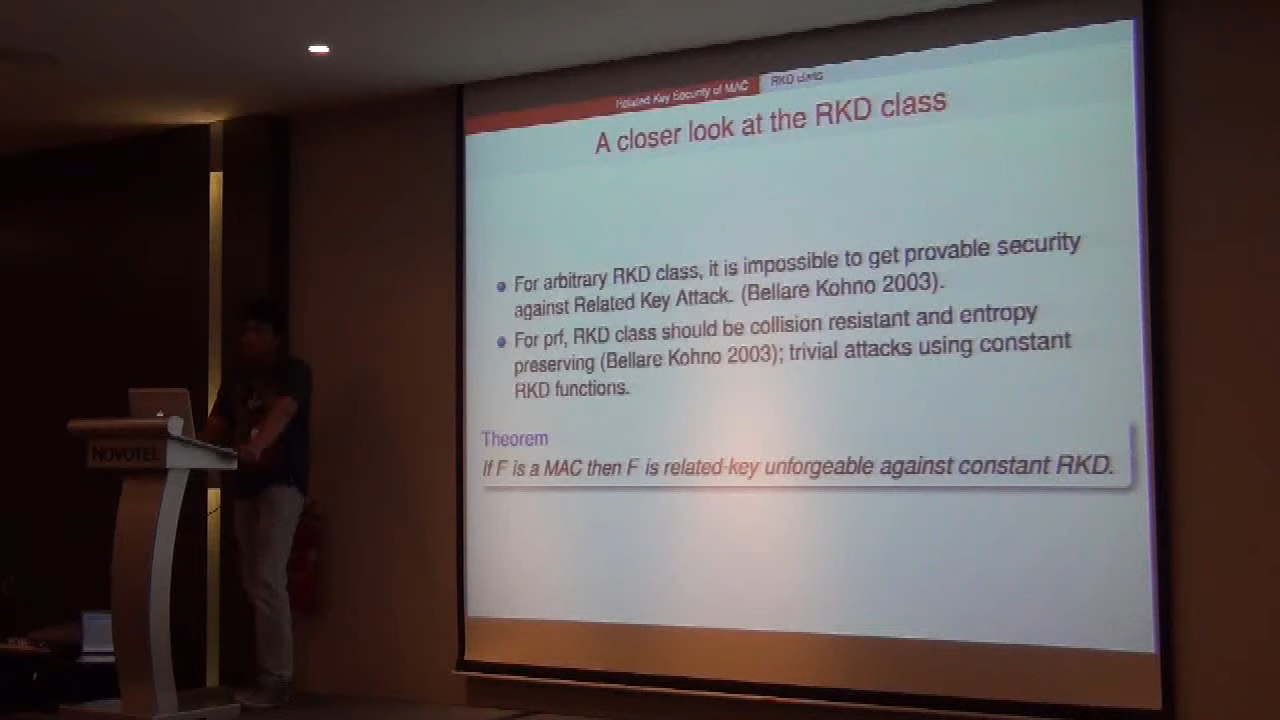 Related Key Security of MAC
RKD class
A closer look at the RKD class
For arbitrary RKD class, it is impossible to get provable security
against Related Key Attack. (Bellare Kohno 2003).
For prf, RKD class should be collision resistant and entropy
preserving (Bellare Kohno 2003); trivial attacks using constant
RKD functions.
Theorem
If F is a MAC then F is related-key unforgeable against constant RKD.
NOVOTEL